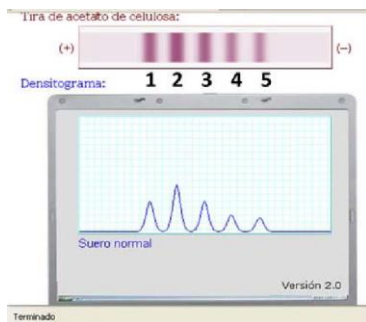 Tira de acetato de celulosa:
(+) (−)
Densitograma: 1 2 3 4 5
Suero normal
Versión 2.0
Terminado